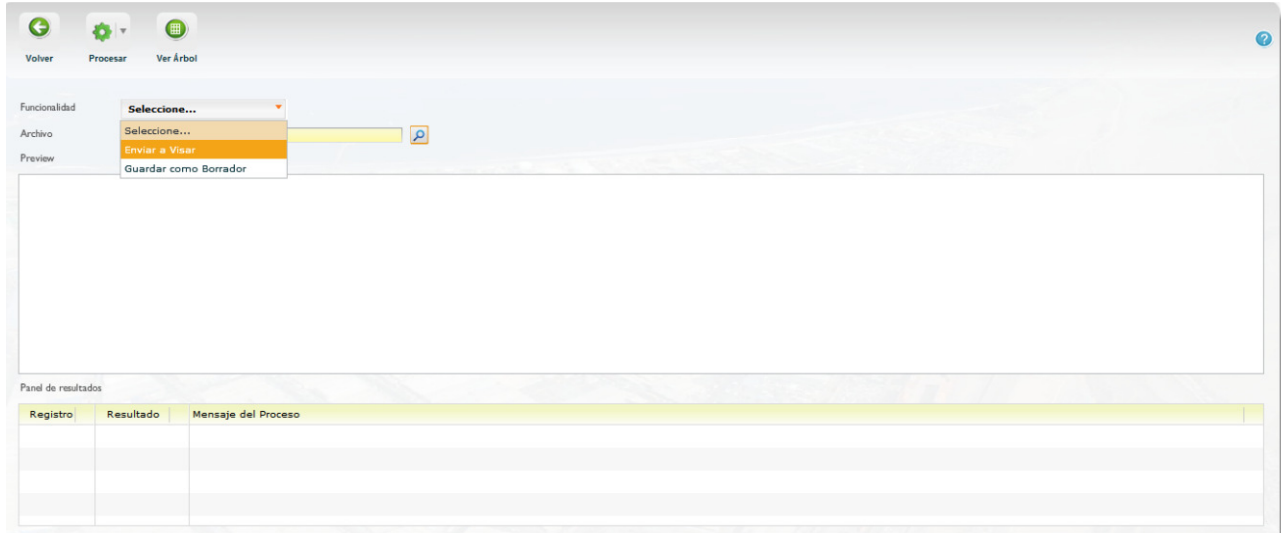 Volver Procesar Ver Árbol
?
Funcionalidad Seleccione...
Seleccione...
Archivo
Enviar a Visar
Preview
Guardar como Borrador
Panel de resultados
Registro Resultado Mensaje del Proceso